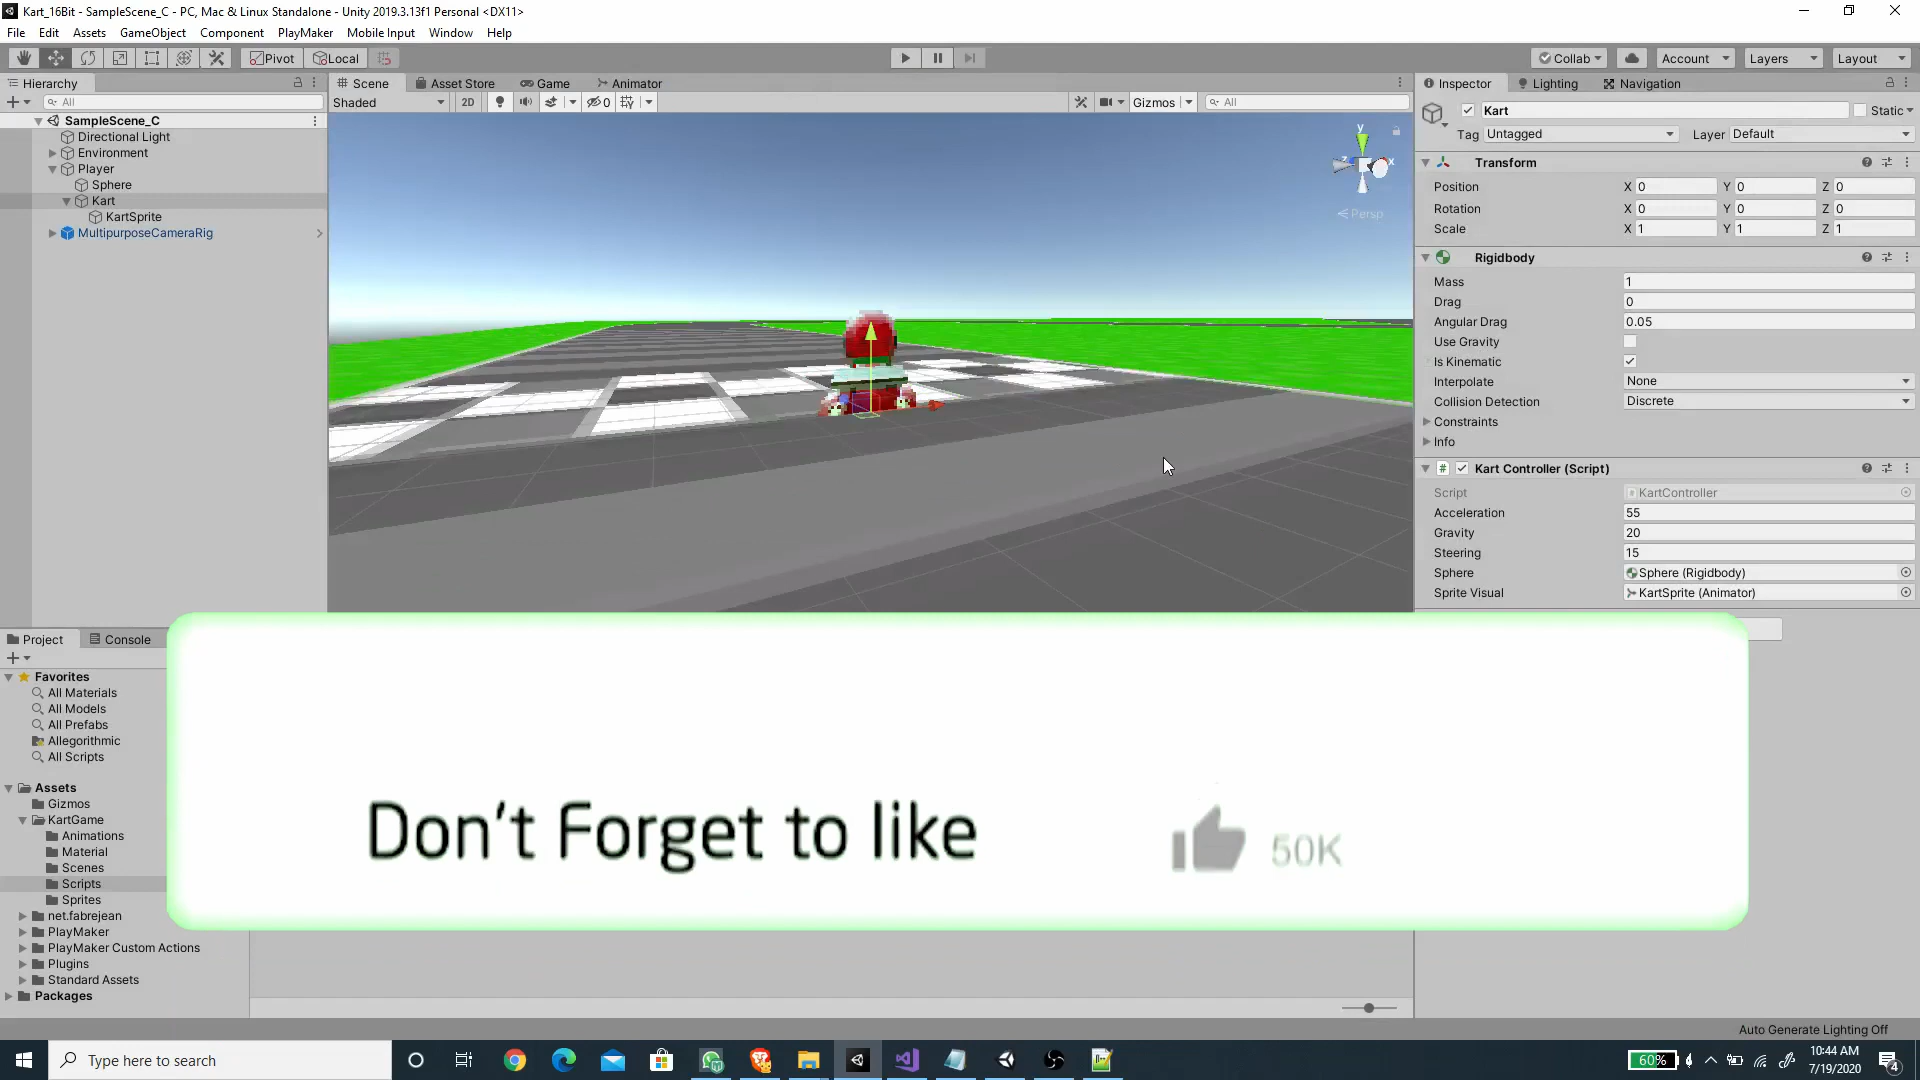 Kart_16Bit - SampleScene_C - PC, Mac & Linux Standalone - Unity 2019.3.13f1 Personal <DX11>
File Edit Assets GameObject Component PlayMaker Mobile Input Window Help
Pivot Local Collab Account Layers Layout
Hierarchy
All
SampleScene_C
Directional Light
Environment
Player
Sphere
Kart
KartSprite
MultipurposeCameraRig
Scene Asset Store Game Animator
Shaded 2D 0 Gizmos All
y
z x
Persp
Inspector Lighting Navigation
Kart Static
Tag Untagged Layer Default
Transform
Position X 0 Y 0 Z 0
Rotation X 0 Y 0 Z 0
Scale X 1 Y 1 Z 1
Rigidbody
Mass 1
Drag 0
Angular Drag 0.05
Use Gravity
Is Kinematic
Interpolate None
Collision Detection Discrete
Constraints
Info
Kart Controller (Script)
Script KartController
Acceleration 55
Gravity 20
Steering 15
Sphere Sphere (Rigidbody)
Sprite Visual KartSprite (Animator)
Project Console
Favorites
All Materials
All Models
All Prefabs
Allegorithmic
All Scripts
Assets
Gizmos
KartGame
Animations
Material
Scenes
Scripts
Sprites
net.fabrejean
PlayMaker
PlayMaker Custom Actions
Plugins
Standard Assets
Packages
Don't Forget to like 50K
Auto Generate Lighting Off
Type here to search
60%
10:44 AM
7/19/2020
4